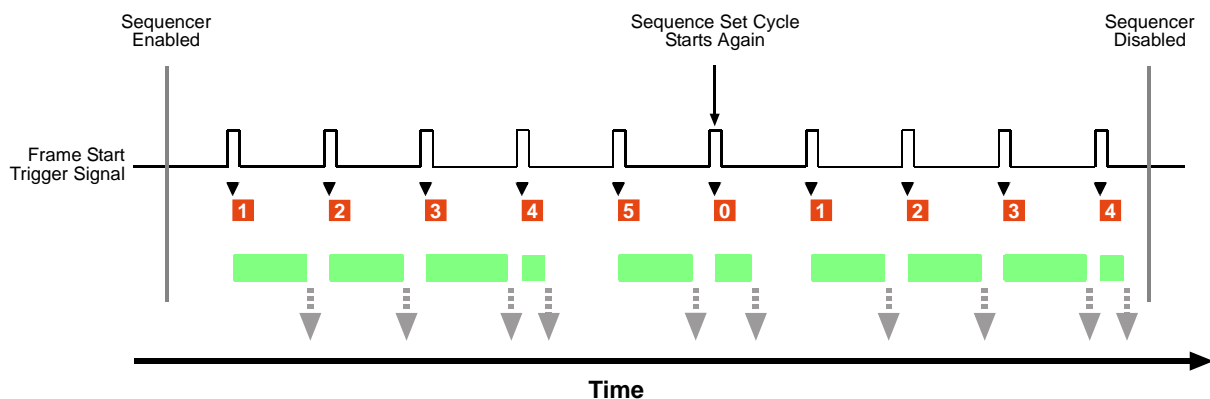 Sequencer
Enabled
Sequence Set Cycle
Starts Again
Sequencer
Disabled
Frame Start
Trigger Signal
1 2 3 4 5 0 1 2 3 4
Time